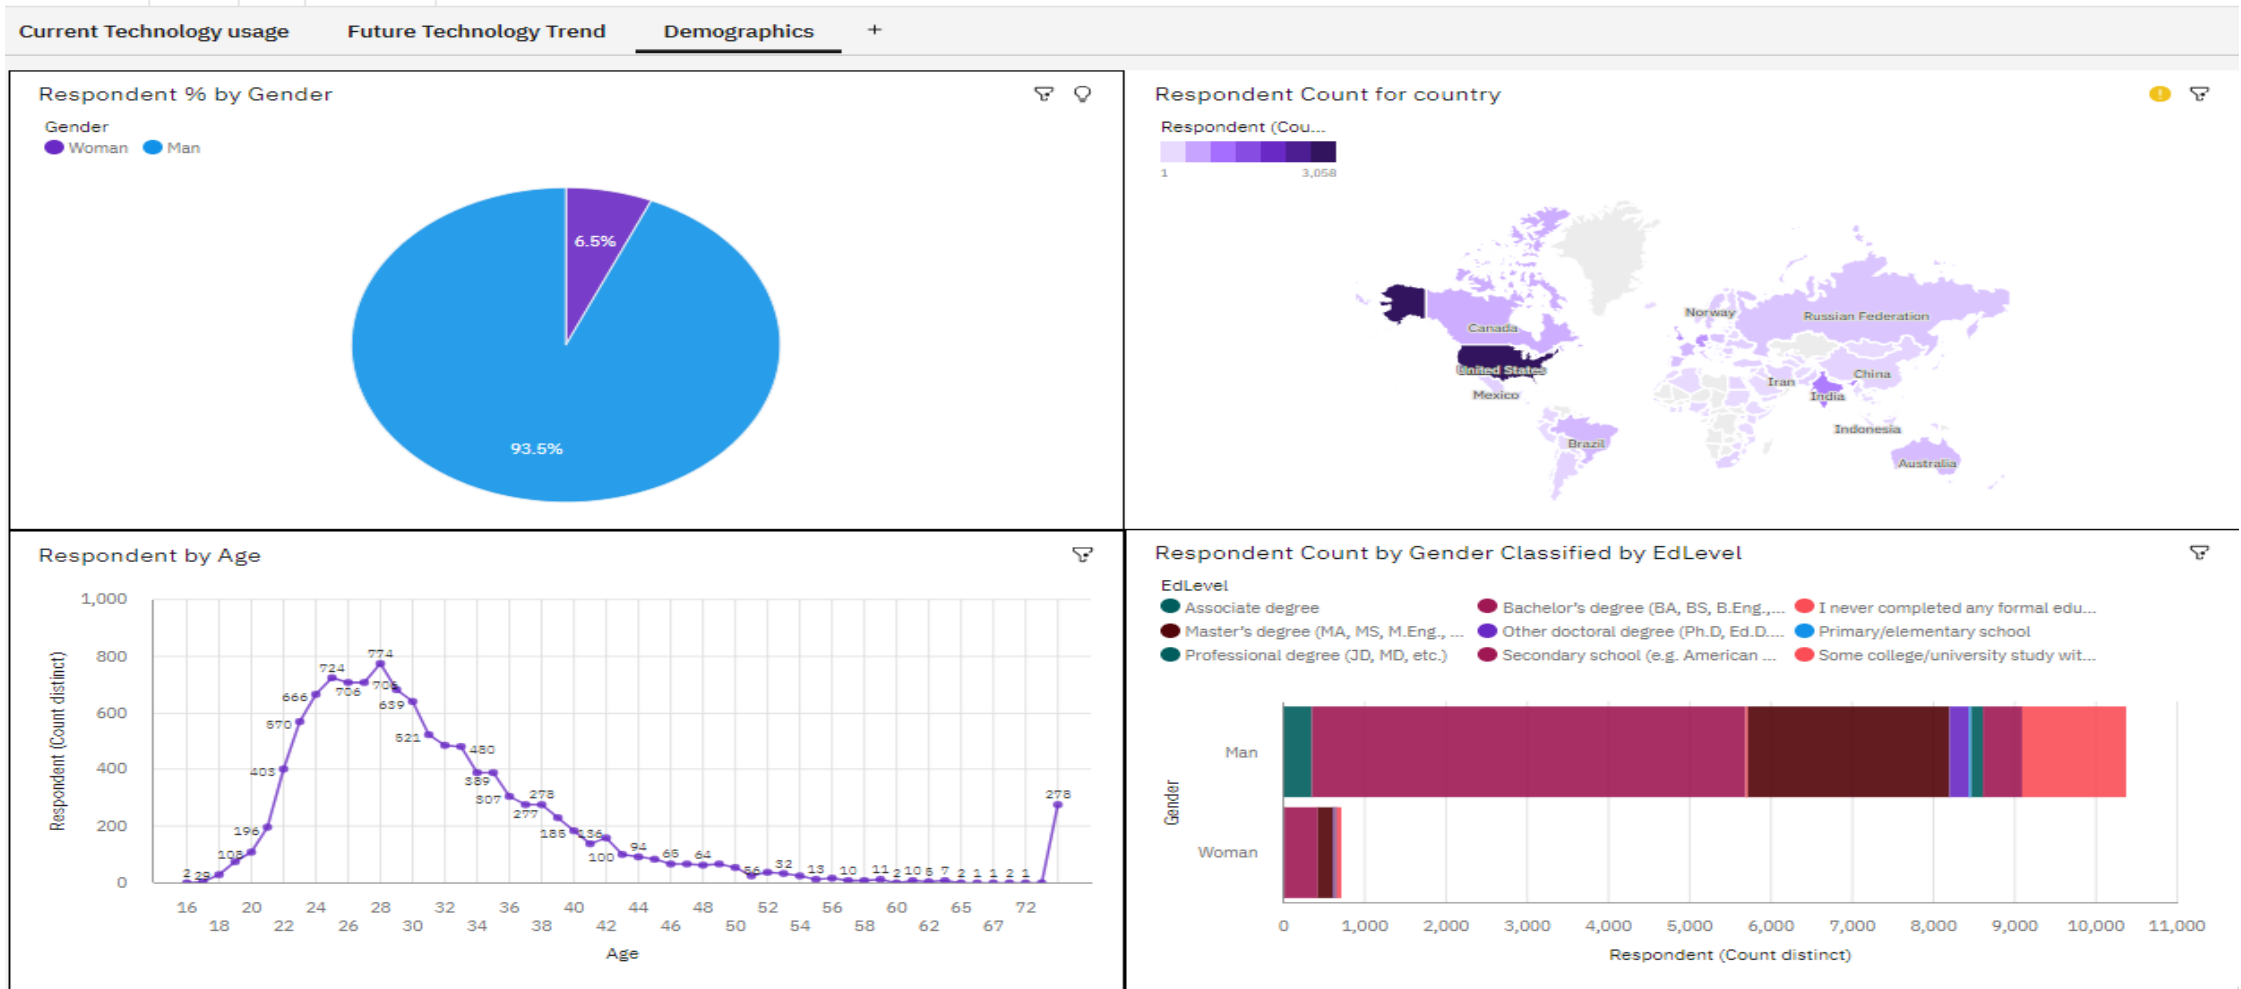 Current Technology usage Future Technology Trend Demographics +
Respondent % by Gender
Gender
Woman Man
6.5%
93.5%
Respondent Count for country
Respondent (Cou...
1 3,058
Norway
Russian Federation
Canada
United States
China
Iran
Mexico
India
Indonesia
Brazil
Australia
Respondent by Age
Respondent (Count distinct)
1,000
800
600
400
200
0
2 29 105 196 403 570 666 724 706 774 706 639 521 480 389 307 277 278 185 136 100 94 65 64 56 32 13 10 11 2 10 5 7 2 1 1 2 1 278
16 20 24 28 32 36 40 44 48 52 56 60 65 72
18 22 26 30 34 38 42 46 50 54 58 62 67
Age
Respondent Count by Gender Classified by EdLevel
EdLevel
Associate degree Bachelor's degree (BA, BS, B.Eng.,... I never completed any formal edu...
Master's degree (MA, MS, M.Eng., ... Other doctoral degree (Ph.D, Ed.D.... Primary/elementary school
Professional degree (JD, MD, etc.) Secondary school (e.g. American ... Some college/university study wit...
Gender
Man
Woman
0 1,000 2,000 3,000 4,000 5,000 6,000 7,000 8,000 9,000 10,000 11,000
Respondent (Count distinct)